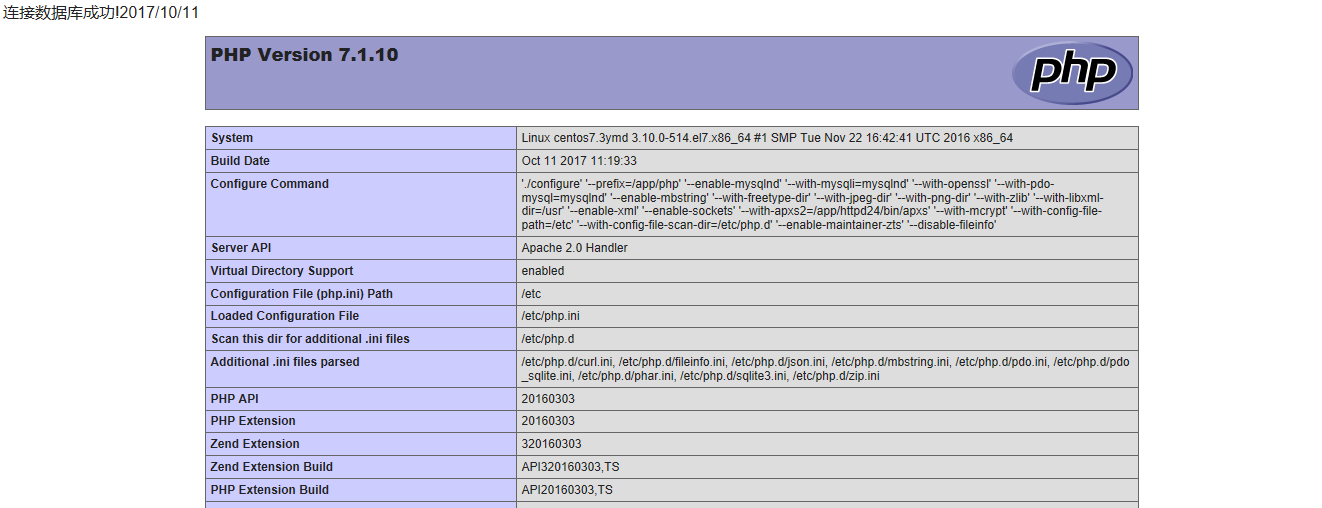 连接数据库成功!2017/10/11
PHP Version 7.1.10
php
System Linux centos7.3ymd 3.10.0-514.el7.x86_64 #1 SMP Tue Nov 22 16:42:41 UTC 2016 x86_64
Build Date Oct 11 2017 11:19:33
Configure Command './configure' '--prefix=/app/php' '--enable-mysqlnd' '--with-mysqli=mysqlnd' '--with-openssl' '--with-pdo-
mysql=mysqlnd' '--enable-mbstring' '--with-freetype-dir' '--with-jpeg-dir' '--with-png-dir' '--with-zlib' '--with-libxml-
dir=/usr' '--enable-xml' '--enable-sockets' '--with-apxs2=/app/httpd24/bin/apxs' '--with-mcrypt' '--with-config-file-
path=/etc' '--with-config-file-scan-dir=/etc/php.d' '--enable-maintainer-zts' '--disable-fileinfo'
Server API Apache 2.0 Handler
Virtual Directory Support enabled
Configuration File (php.ini) Path /etc
Loaded Configuration File /etc/php.ini
Scan this dir for additional .ini files /etc/php.d
Additional .ini files parsed /etc/php.d/curl.ini, /etc/php.d/fileinfo.ini, /etc/php.d/json.ini, /etc/php.d/mbstring.ini, /etc/php.d/pdo.ini, /etc/php.d/pdo
_sqlite.ini, /etc/php.d/phar.ini, /etc/php.d/sqlite3.ini, /etc/php.d/zip.ini
PHP API 20160303
PHP Extension 20160303
Zend Extension 320160303
Zend Extension Build API320160303,TS
PHP Extension Build API20160303,TS